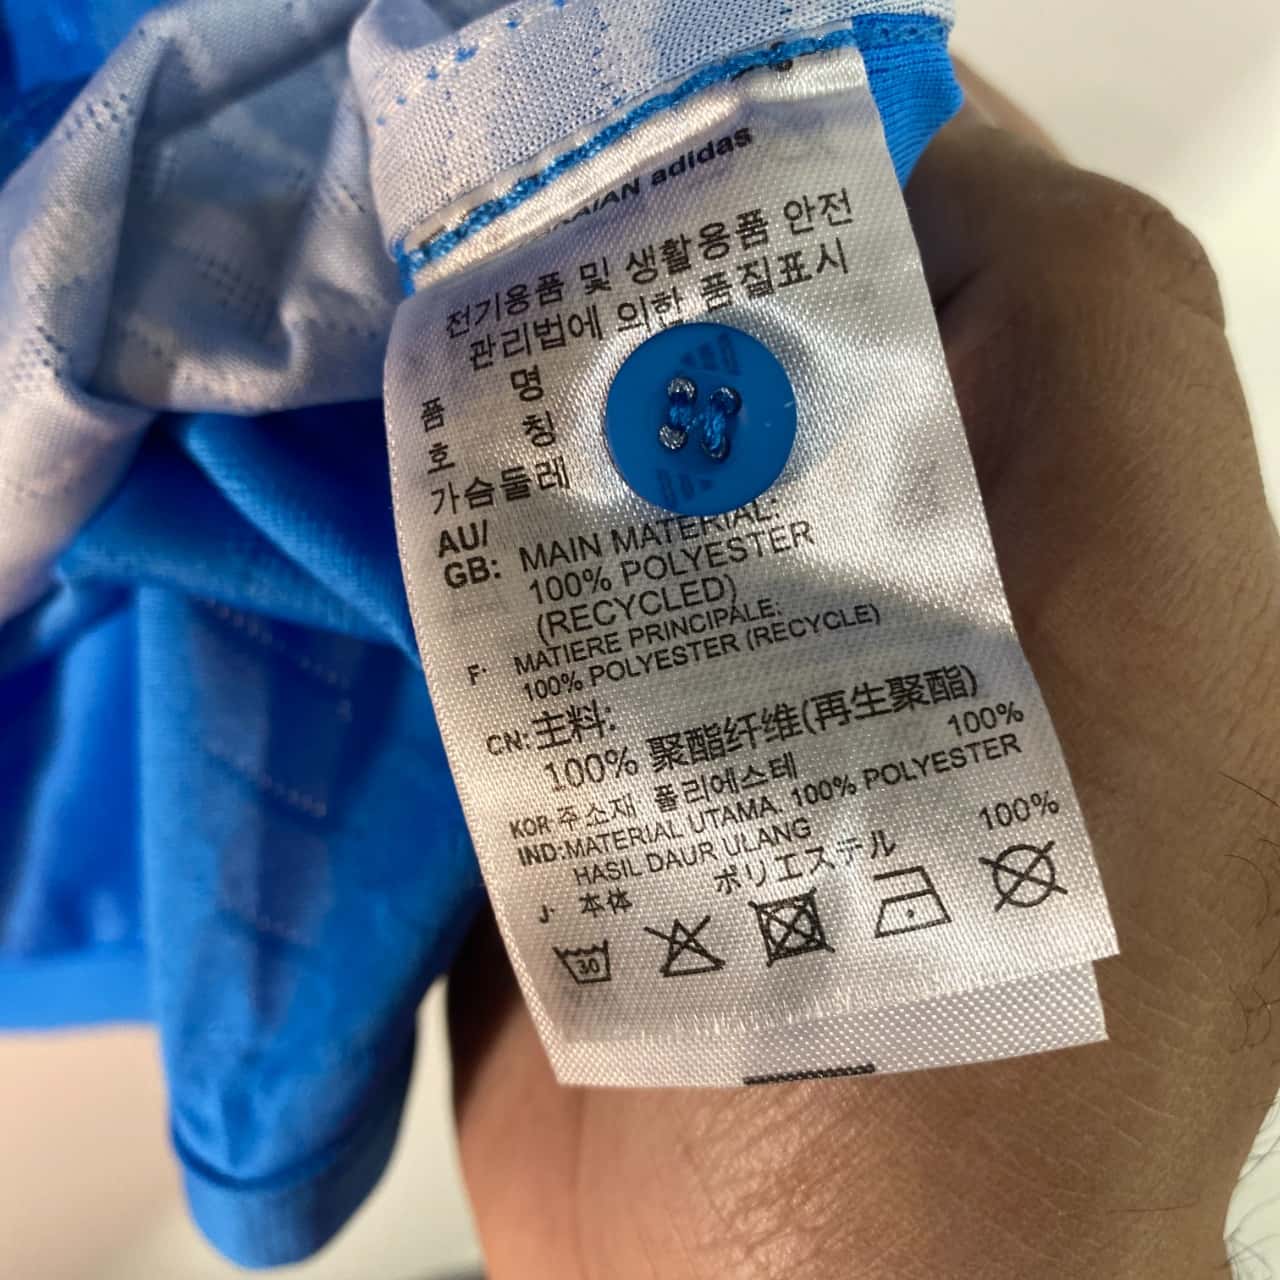 adidas
전기용품 및 생활용품 안전
관리법에 의한 품질표시
품 명
호 칭
가슴둘레
AU/
GB: MAIN MATERIAL:
100% POLYESTER
(RECYCLED)
F: MATIERE PRINCIPALE:
100% POLYESTER (RECYCLE)
CN: 主料:
100% 聚酯纤维(再生聚酯)
KOR 주소재 폴리에스테 100%
IND: MATERIAL UTAMA. 100% POLYESTER
HASIL DAUR ULANG
J· 本体 ポリエステル 100%
30